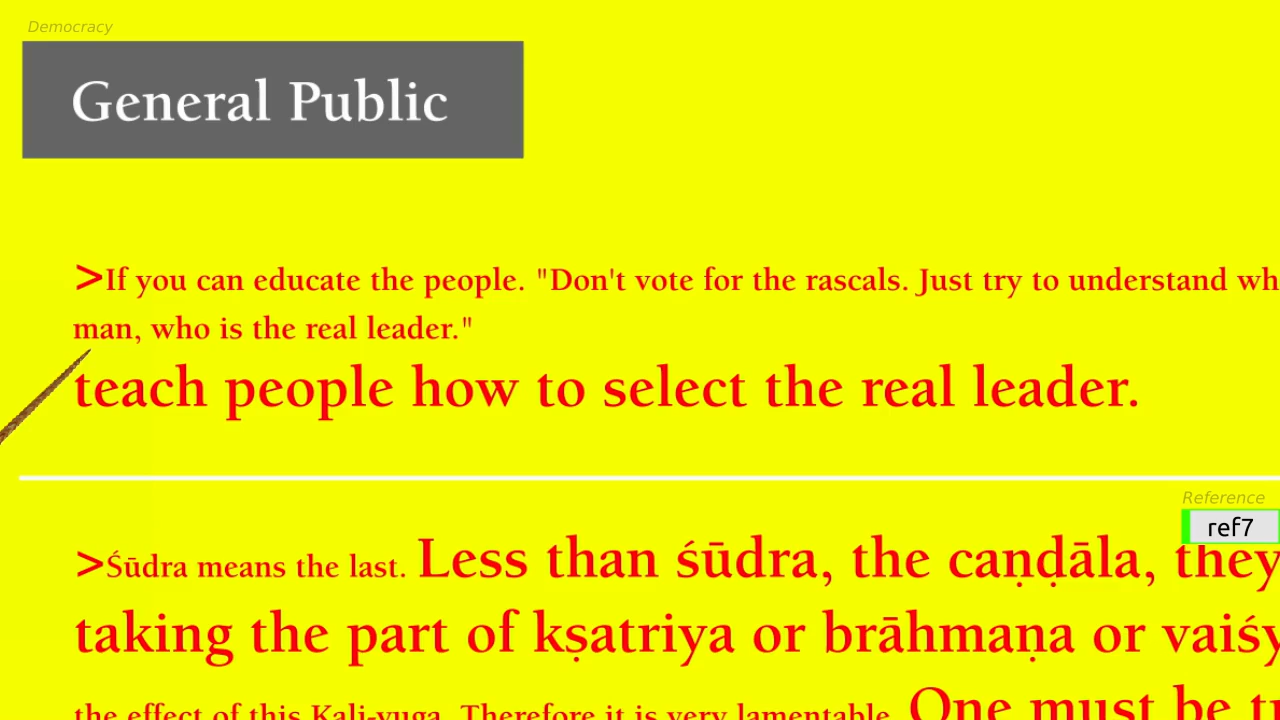 Democracy
General Public
>If you can educate the people. "Don't vote for the rascals. Just try to understand
man, who is the real leader."
teach people how to select the real leader.
Reference
ref7
>Śūdra means the last. Less than śūdra, the caṇḍāla, they
taking the part of kṣatriya or brāhmaṇa or
the effect of this Kali-yuga. Therefore it is very lamentable. One must be